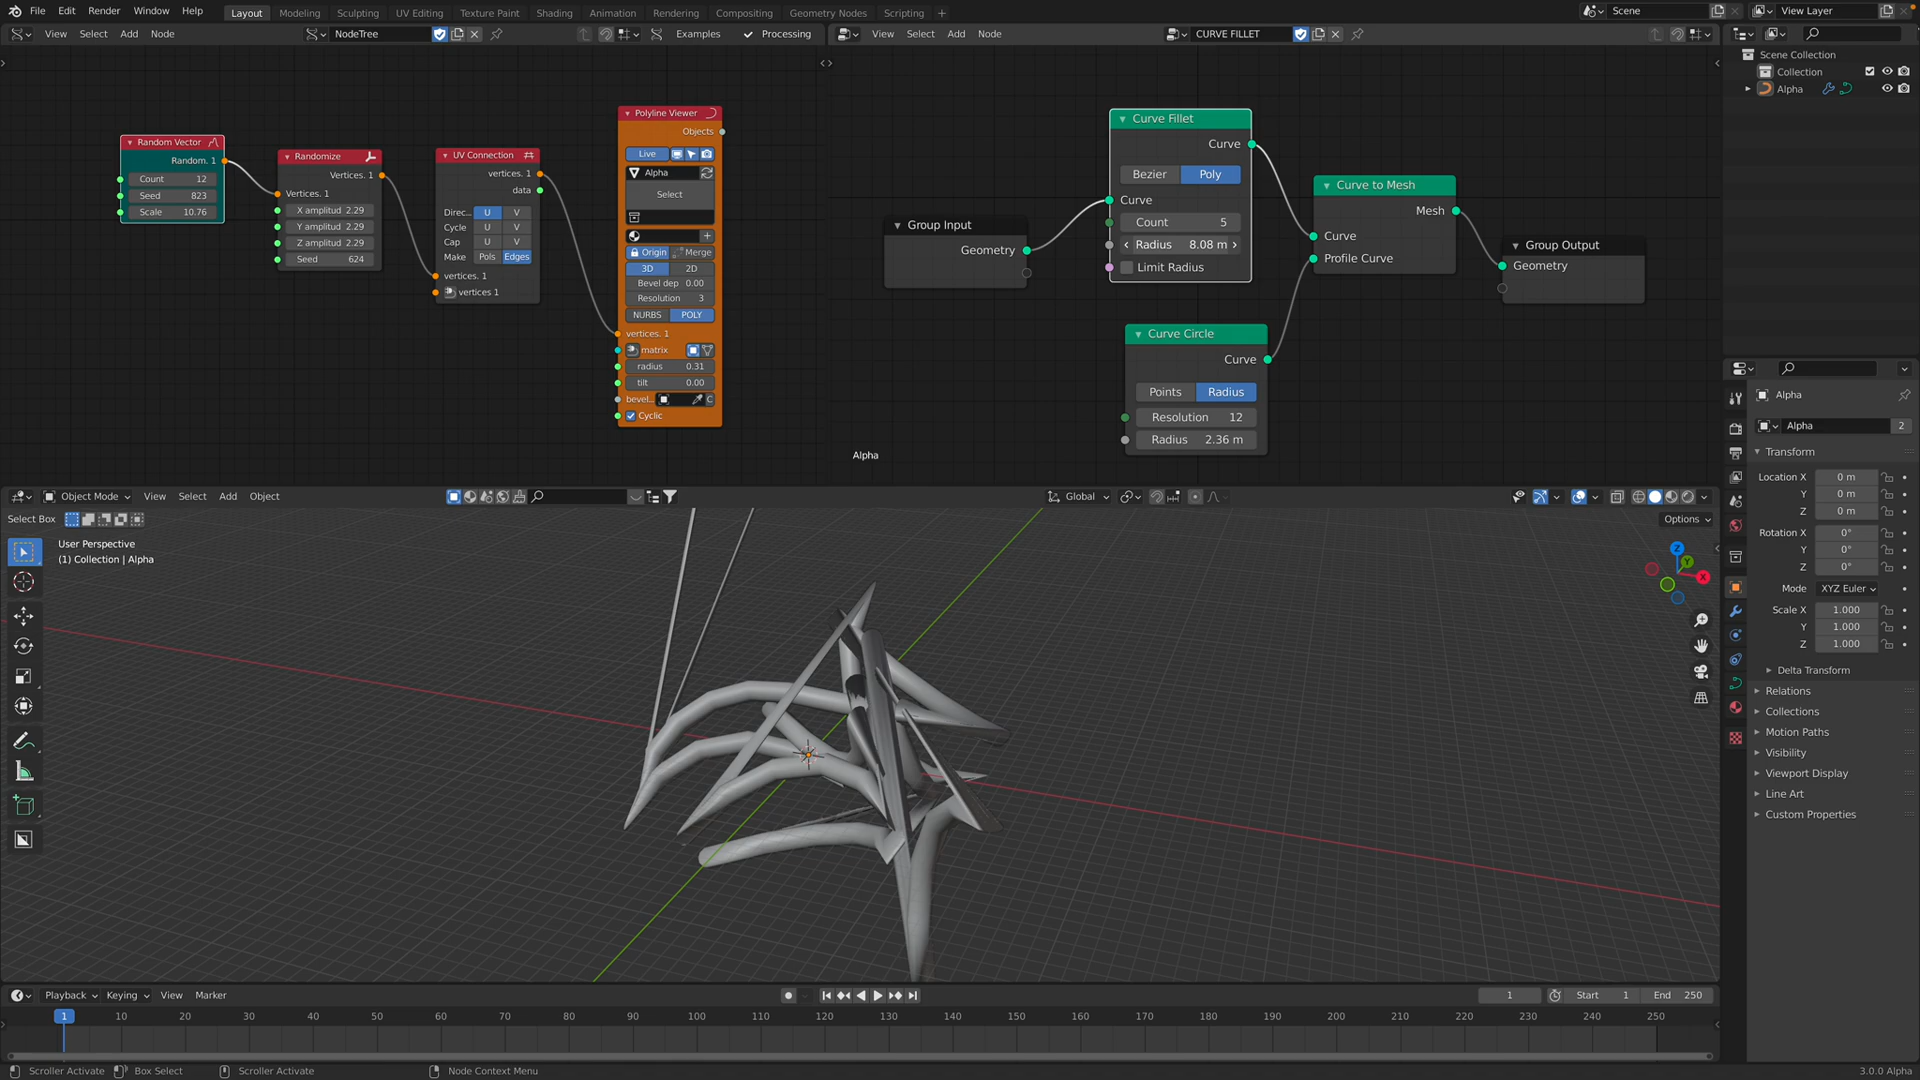 File Edit Render Window Help Layout Modeling Sculpting UV Editing Texture Paint Shading Animation Rendering Compositing Geometry Nodes Scripting + Scene View Layer
View Select Add Node NodeTree Examples Processing View Select Add Node CURVE FILLET
Scene Collection
Collection
Alpha
Random Vector
Random. 1
Count 12
Seed 823
Scale 10.76
Randomize
Vertices. 1
Vertices. 1
X amplitud 2.29
Y amplitud 2.29
Z amplitud 2.29
Seed 624
UV Connection
vertices. 1
data
Direc... U V
Cycle U V
Cap U V
Make Pols Edges
vertices. 1
vertices 1
Polyline Viewer
Objects
Live
Alpha
Select
Origin Merge
3D 2D
Bevel dep 0.00
Resolution 3
NURBS POLY
vertices. 1
matrix
radius 0.31
tilt 0.00
bevel... C
Cyclic
Group Input
Geometry
Curve Fillet
Curve
Bezier Poly
Curve
Count 5
Radius 8.08 m
Limit Radius
Curve Circle
Curve
Points Radius
Resolution 12
Radius 2.36 m
Curve to Mesh
Mesh
Curve
Profile Curve
Group Output
Geometry
Alpha
Object Mode View Select Add Object Global
Select Box Options
User Perspective
(1) Collection | Alpha
Z
Y
X
Alpha
Alpha 2
Transform
Location X 0 m
Y 0 m
Z 0 m
Rotation X 0°
Y 0°
Z 0°
Mode XYZ Euler
Scale X 1.000
Y 1.000
Z 1.000
Delta Transform
Relations
Collections
Motion Paths
Visibility
Viewport Display
Line Art
Custom Properties
Playback Keying View Marker 1 Start 1 End 250
1 10 20 30 40 50 60 70 80 90 100 110 120 130 140 150 160 170 180 190 200 210 220 230 240 250
Scroller Activate Box Select Scroller Activate Node Context Menu 3.0.0 Alpha